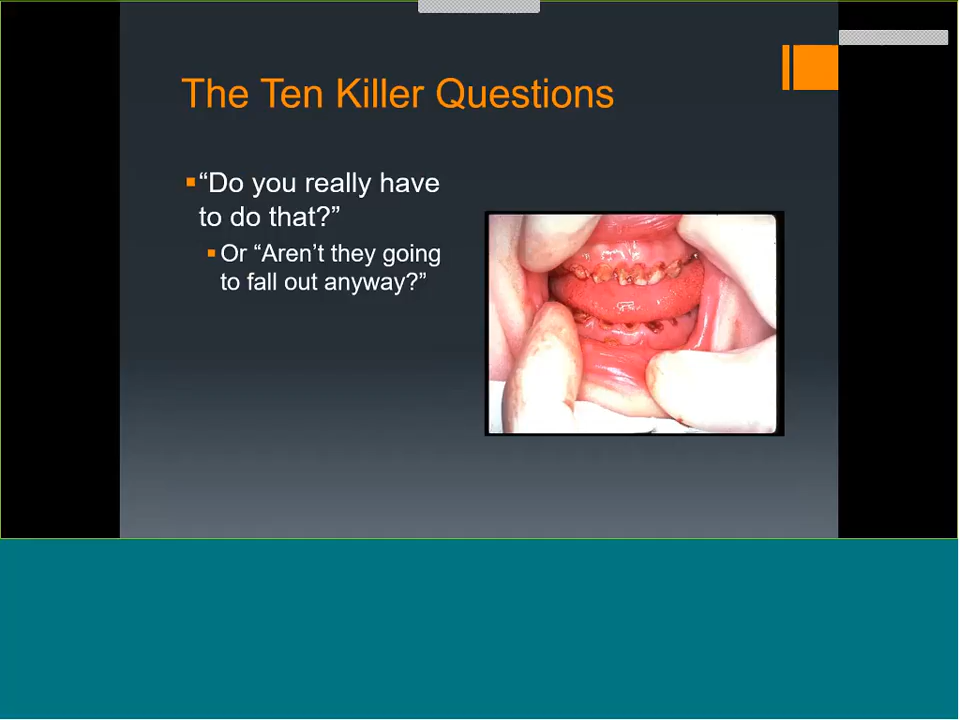 The Ten Killer Questions
“Do you really have
to do that?”
Or “Aren’t they going
to fall out anyway?”